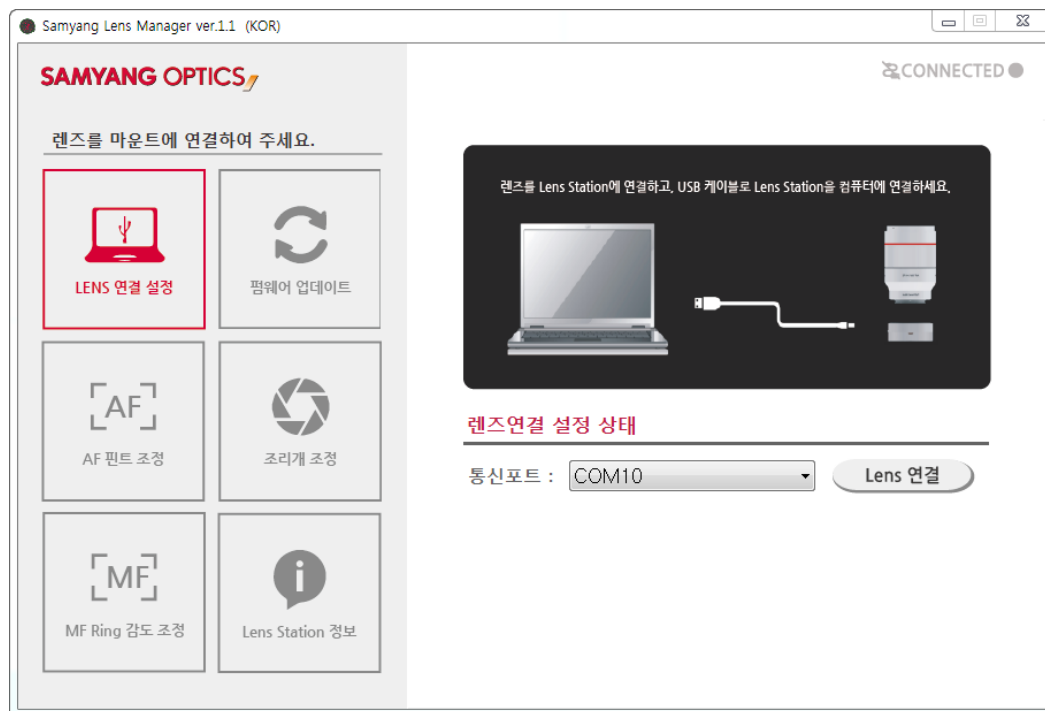 Samyang Lens Manager ver.1.1 (KOR)
SAMYANG OPTICS
CONNECTED
렌즈를 마운트에 연결하여 주세요.
LENS 연결 설정
펌웨어 업데이트
AF
AF 핀트 조정
조리개 조정
MF
MF Ring 감도 조정
Lens Station 정보
렌즈를 Lens Station에 연결하고, USB 케이블로 Lens Station을 컴퓨터에 연결하세요.
렌즈연결 설정 상태
통신포트 : COM10 Lens 연결